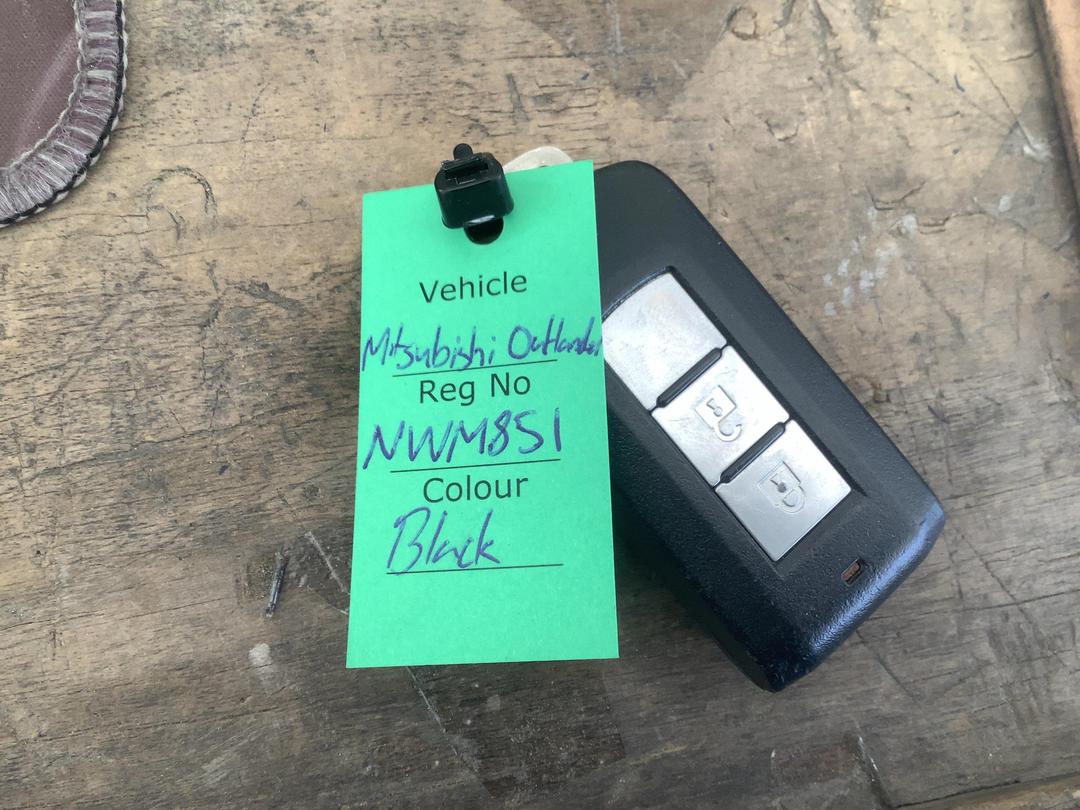 Vehicle
Mitsubishi Outlander
Reg No
NWM851
Colour
Black